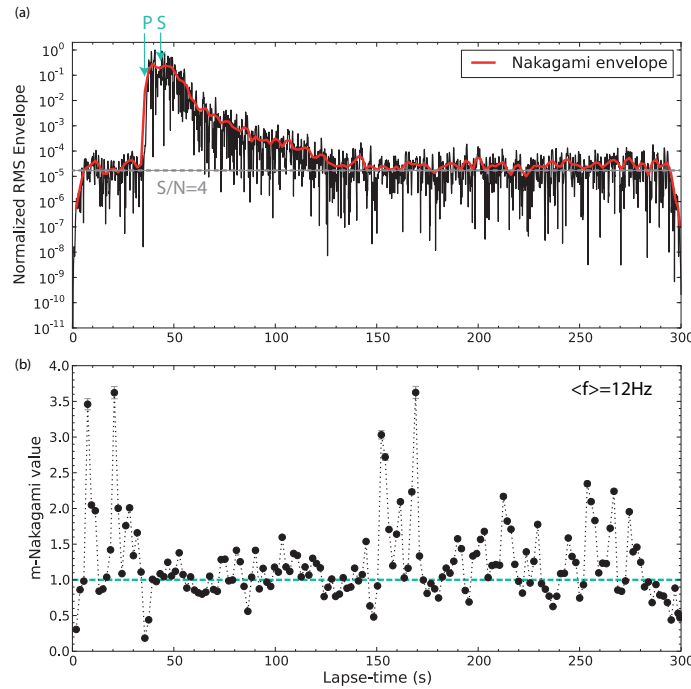 (a)
P S
10^0
10^-1
10^-2
10^-3
10^-4
10^-5
10^-6
10^-7
10^-8
10^-9
10^-10
10^-11
Normalized RMS Envelope
Nakagami envelope
S/N=4
0 50 100 150 200 250 300
(b)
4.0
3.5
3.0
2.5
2.0
1.5
1.0
0.5
0.0
m-Nakagami value
<f>=12Hz
0 50 100 150 200 250 300
Lapse-time (s)